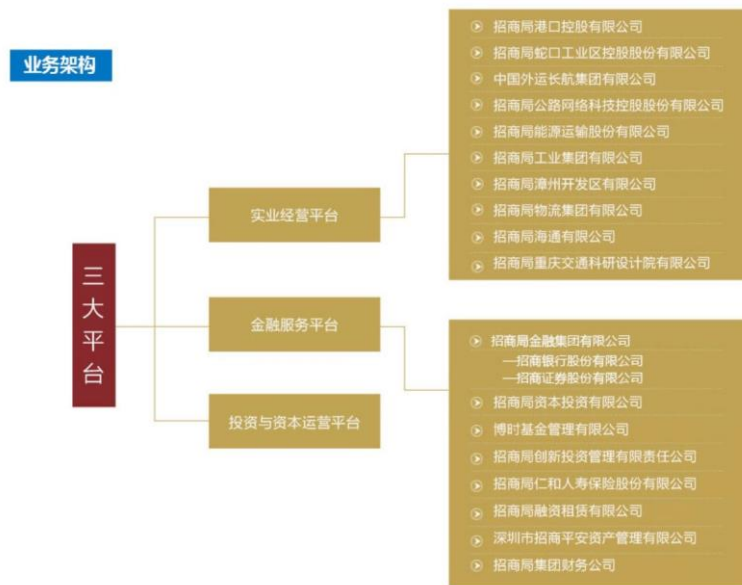 业务架构
三大平台
实业经营平台
招商局港口控股有限公司
招商局蛇口工业区控股股份有限公司
中国外运长航集团有限公司
招商局公路网络科技控股股份有限公司
招商局能源运输股份有限公司
招商局工业集团有限公司
招商局漳州开发区有限公司
招商局物流集团有限公司
招商局海通有限公司
招商局重庆交通科研设计院有限公司
金融服务平台
招商局金融集团有限公司
—招商银行股份有限公司
—招商证券股份有限公司
招商局资本投资有限公司
博时基金管理有限公司
招商局创新投资管理有限责任公司
招商局仁和人寿保险股份有限公司
招商局融资租赁有限公司
深圳市招商平安资产管理有限公司
招商局集团财务公司
投资与资本运营平台